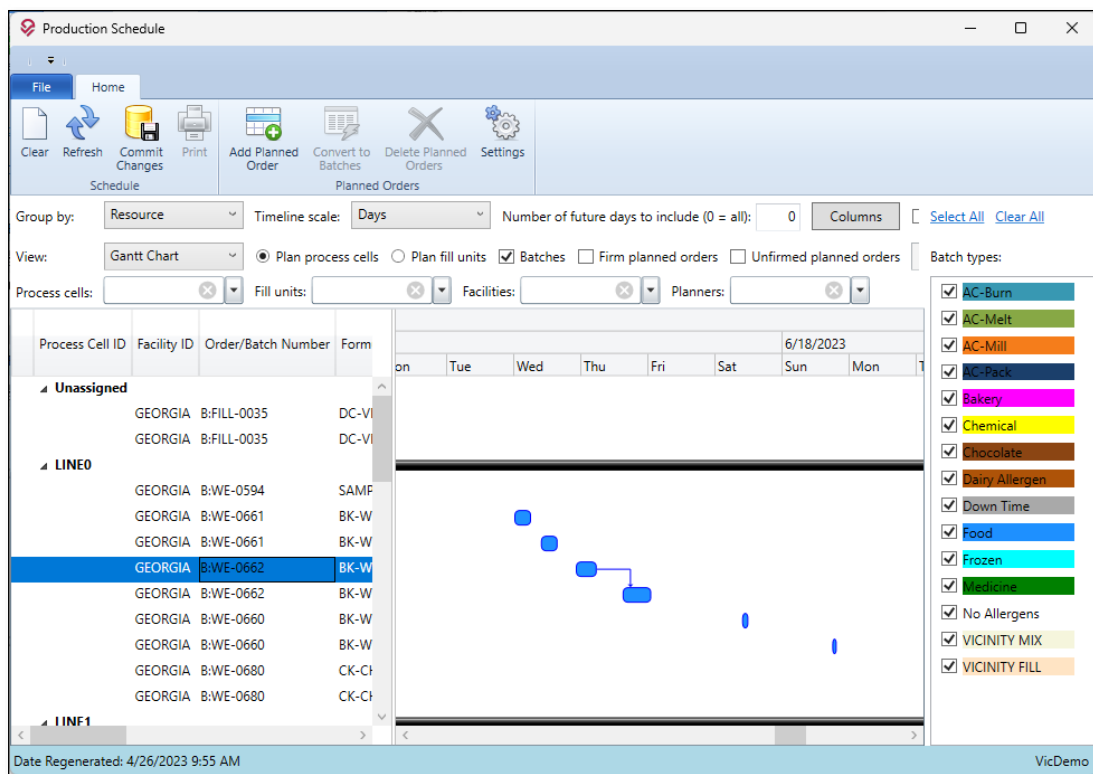 Production Schedule
File Home
Clear Refresh Commit Changes Print Add Planned Order Convert to Batches Delete Planned Orders Settings
Schedule Planned Orders
Group by: Resource Timeline scale: Days Number of future days to include (0 = all): 0 Columns Select All Clear All
View: Gantt Chart Plan process cells Plan fill units Batches Firm planned orders Unfirmed planned orders Batch types:
Process cells: Fill units: Facilities: Planners:
AC-Burn
AC-Melt
AC-Mill
AC-Pack
Bakery
Chemical
Chocolate
Dairy Allergen
Down Time
Food
Frozen
Medicine
No Allergens
VICINITY MIX
VICINITY FILL
Process Cell ID Facility ID Order/Batch Number Form
6/18/2023
on Tue Wed Thu Fri Sat Sun Mon T
Unassigned
GEORGIA B:FILL-0035 DC-VI
GEORGIA B:FILL-0035 DC-VI
LINE0
GEORGIA B:WE-0594 SAMP
GEORGIA B:WE-0661 BK-W
GEORGIA B:WE-0661 BK-W
GEORGIA B:WE-0662 BK-W
GEORGIA B:WE-0662 BK-W
GEORGIA B:WE-0660 BK-W
GEORGIA B:WE-0660 BK-W
GEORGIA B:WE-0680 CK-CH
GEORGIA B:WE-0680 CK-CH
LINE1
Date Regenerated: 4/26/2023 9:55 AM VicDemo